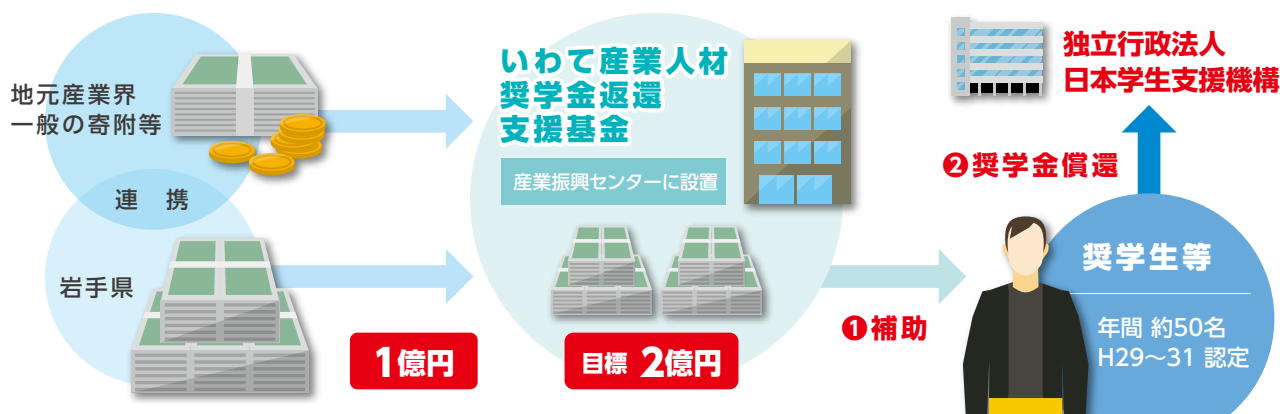 地元産業界
一般の寄附等
連　携
岩手県
1億円
いわて産業人材
奨学金返還
支援基金
産業振興センターに設置
目標 2億円
❶補助
独立行政法人
日本学生支援機構
❷奨学金償還
奨学生等
年間 約50名
H29〜31 認定